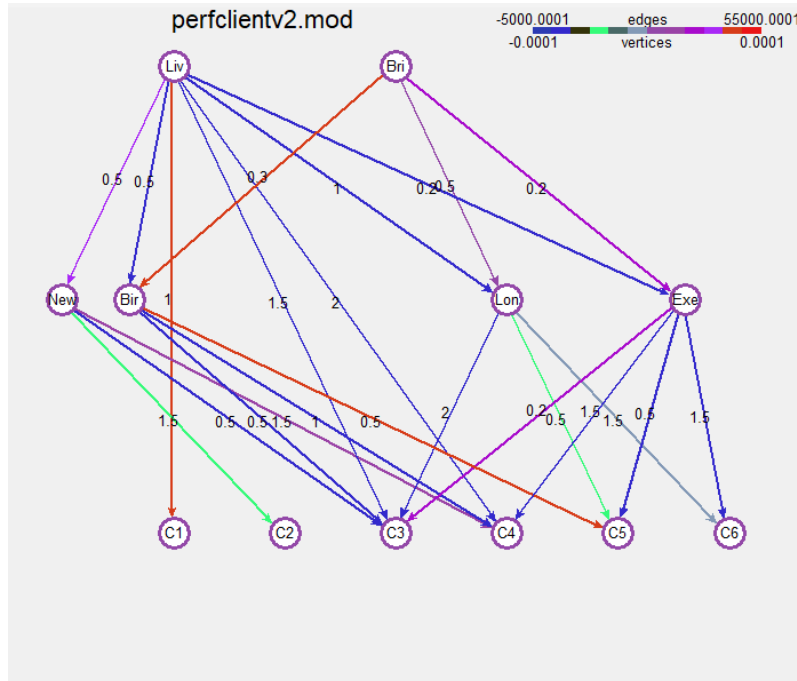 perfclientv2.mod
-5000.0001 edges 55000.0001
-0.0001 vertices 0.0001
Liv Bri
0.5 0.5 0.3 1 0.2 0.5 0.2
New Bir 1 1.5 2 Lon Exe
1.5 0.5 0.5 1.5 1 0.5 2 0.2 0.5 1.5 1.5 0.5 1.5
C1 C2 C3 C4 C5 C6